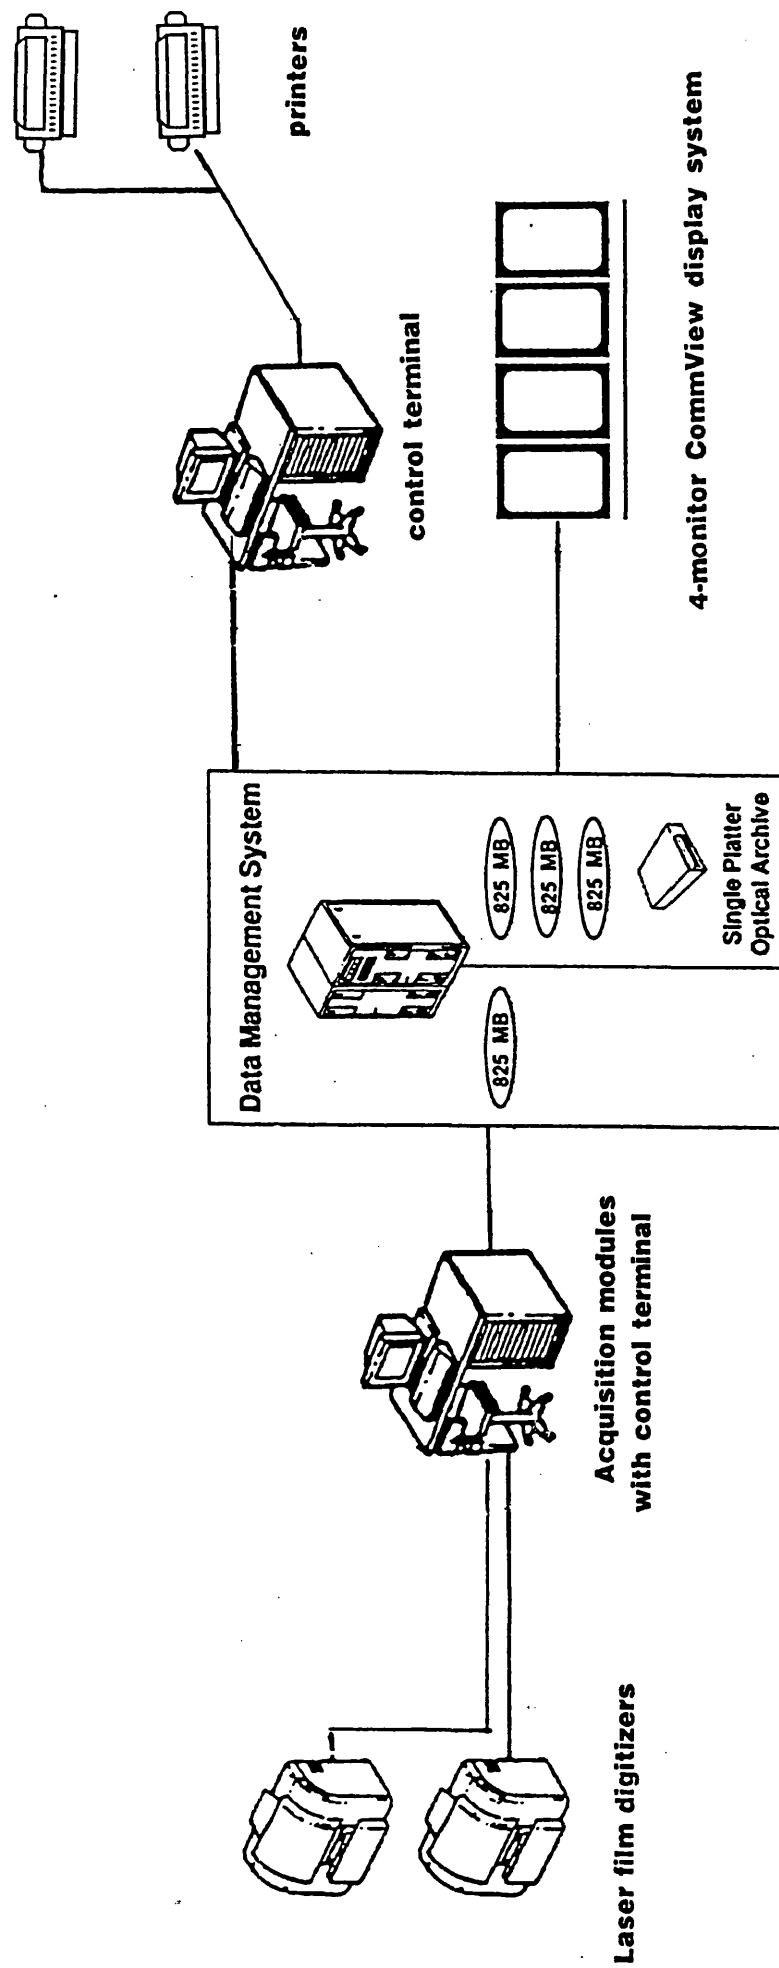 Laser film digitizers
Acquisition modules
with control terminal
Data Management System
825 MB
825 MB
825 MB
825 MB
Single Platter
Optical Archive
control terminal
4-monitor CommView display system
printers